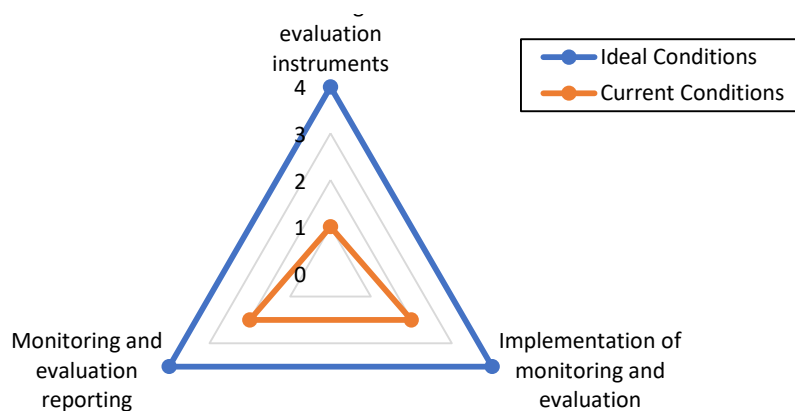 evaluation
instruments
Ideal Conditions
Current Conditions
4
3
2
1
0
Monitoring and
evaluation
reporting
Implementation of
monitoring and
evaluation